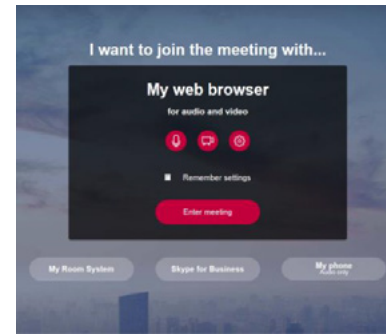 I want to join the meeting with...
My web browser
for audio and video
Remember settings
Enter meeting
My Room System
Skype for Business
My phone
Audio only